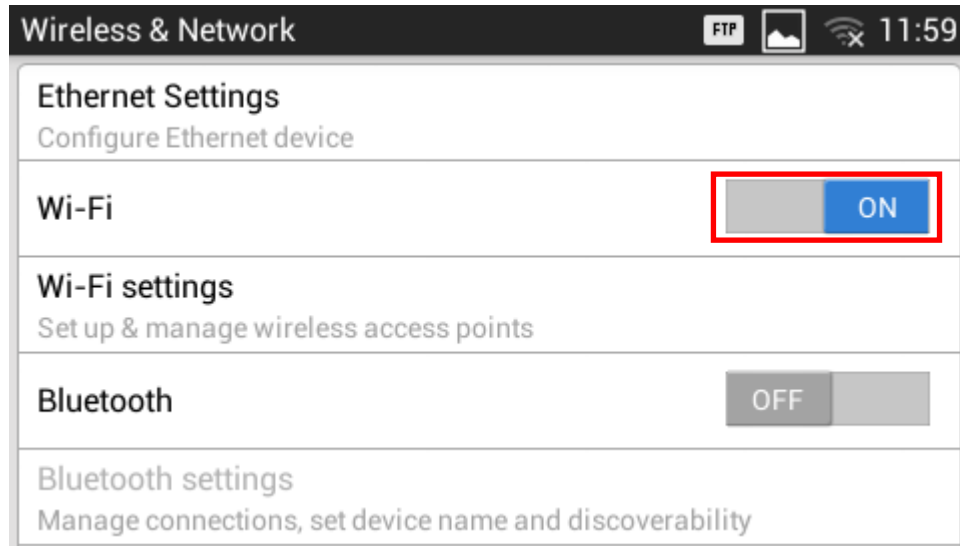 Wireless & Network FTP 11:59
Ethernet Settings
Configure Ethernet device
Wi-Fi ON
Wi-Fi settings
Set up & manage wireless access points
Bluetooth OFF
Bluetooth settings
Manage connections, set device name and discoverability